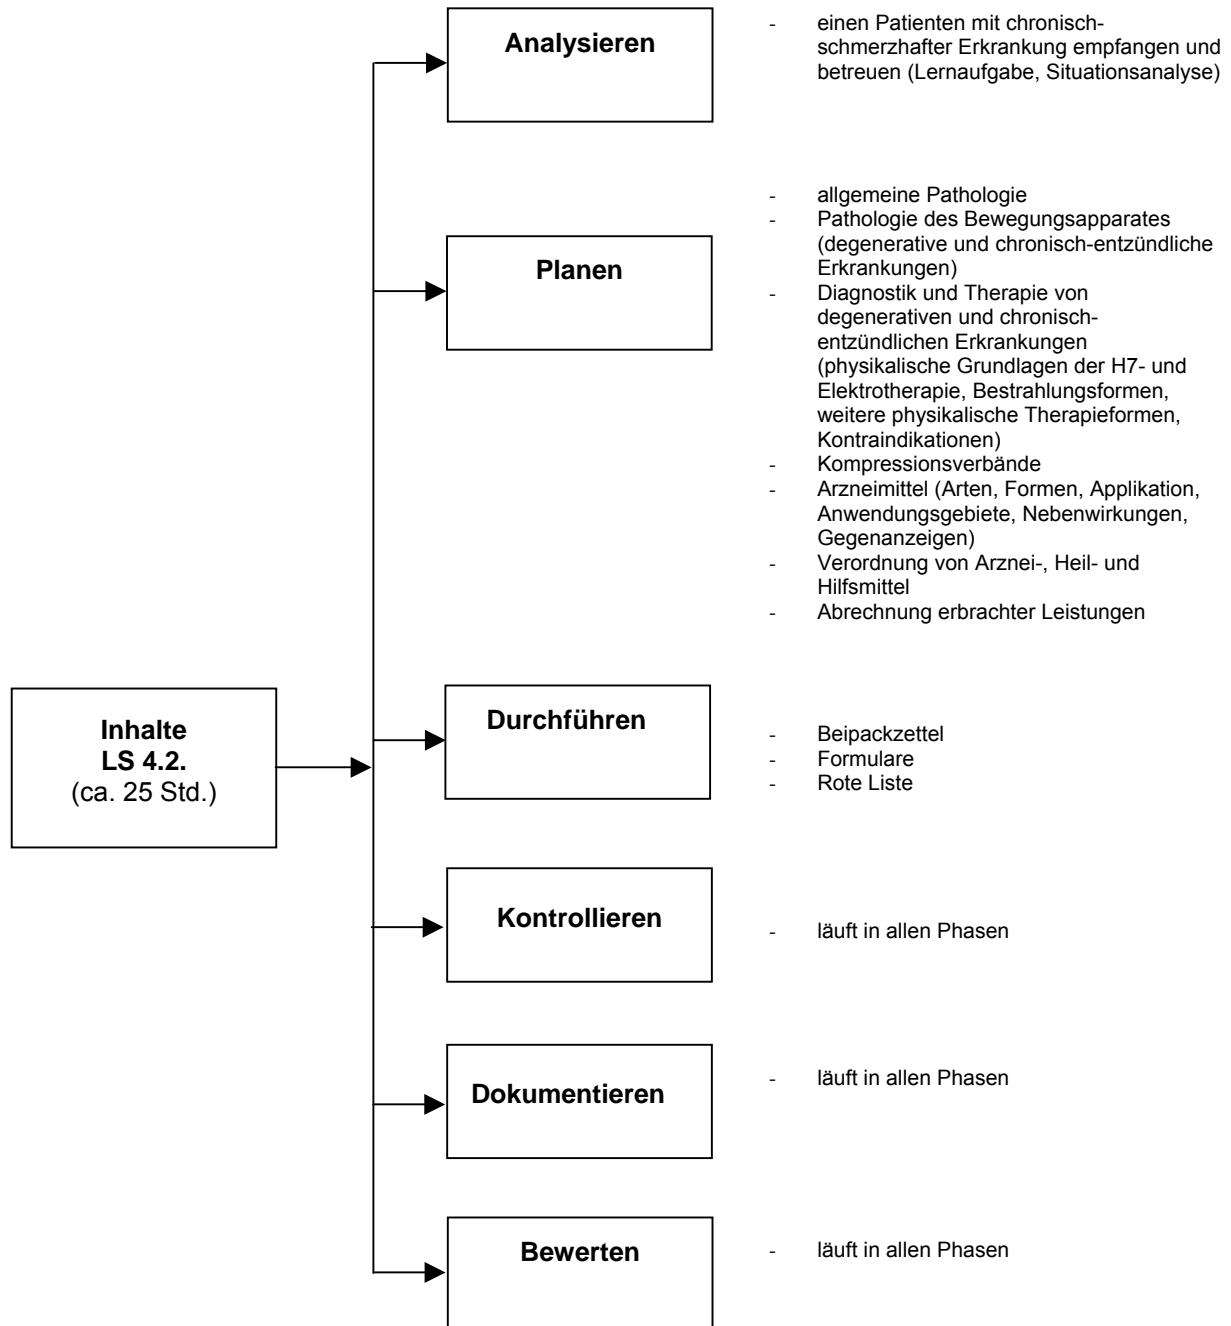 Analysieren
- einen Patienten mit chronisch-
schmerzhafter Erkrankung empfangen und
betreuen (Lernaufgabe, Situationsanalyse)
Planen
- allgemeine Pathologie
- Pathologie des Bewegungsapparates
(degenerative und chronisch-entzündliche
Erkrankungen)
- Diagnostik und Therapie von
degenerativen und chronisch-
entzündlichen Erkrankungen
(physikalische Grundlagen der H7- und
Elektrotherapie, Bestrahlungsformen,
weitere physikalische Therapieformen,
Kontraindikationen)
- Kompressionsverbände
- Arzneimittel (Arten, Formen, Applikation,
Anwendungsgebiete, Nebenwirkungen,
Gegenanzeigen)
- Verordnung von Arznei-, Heil- und
Hilfsmittel
- Abrechnung erbrachter Leistungen
Inhalte
LS 4.2.
(ca. 25 Std.)
Durchführen
- Beipackzettel
- Formulare
- Rote Liste
Kontrollieren
- läuft in allen Phasen
Dokumentieren
- läuft in allen Phasen
Bewerten
- läuft in allen Phasen